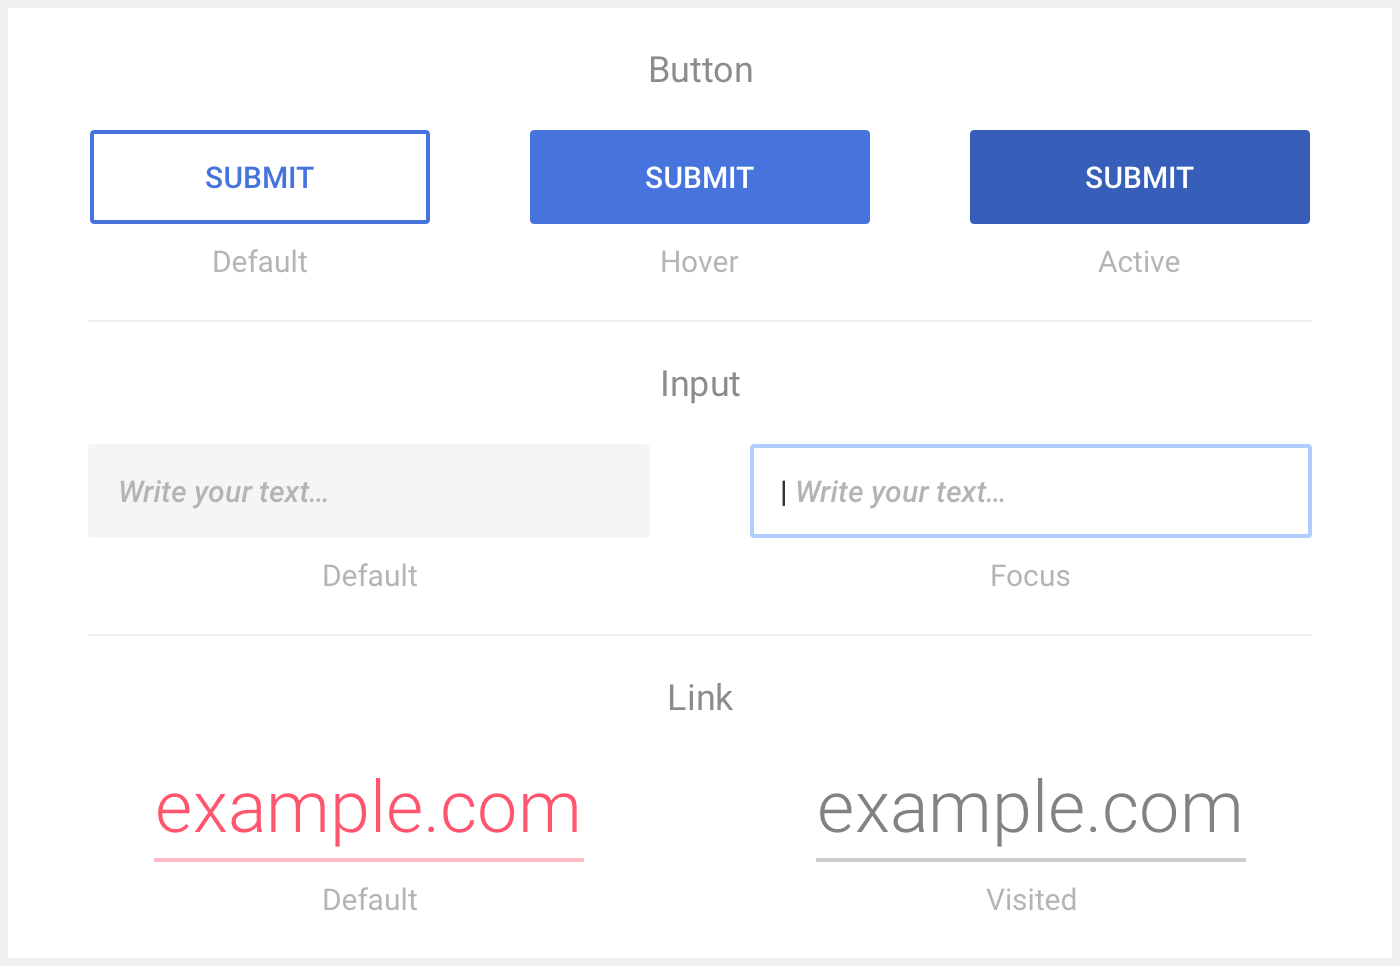 Button
SUBMIT
SUBMIT
SUBMIT
Default
Hover
Active
Input
Write your text...
| Write your text...
Default
Focus
Link
example.com
example.com
Default
Visited